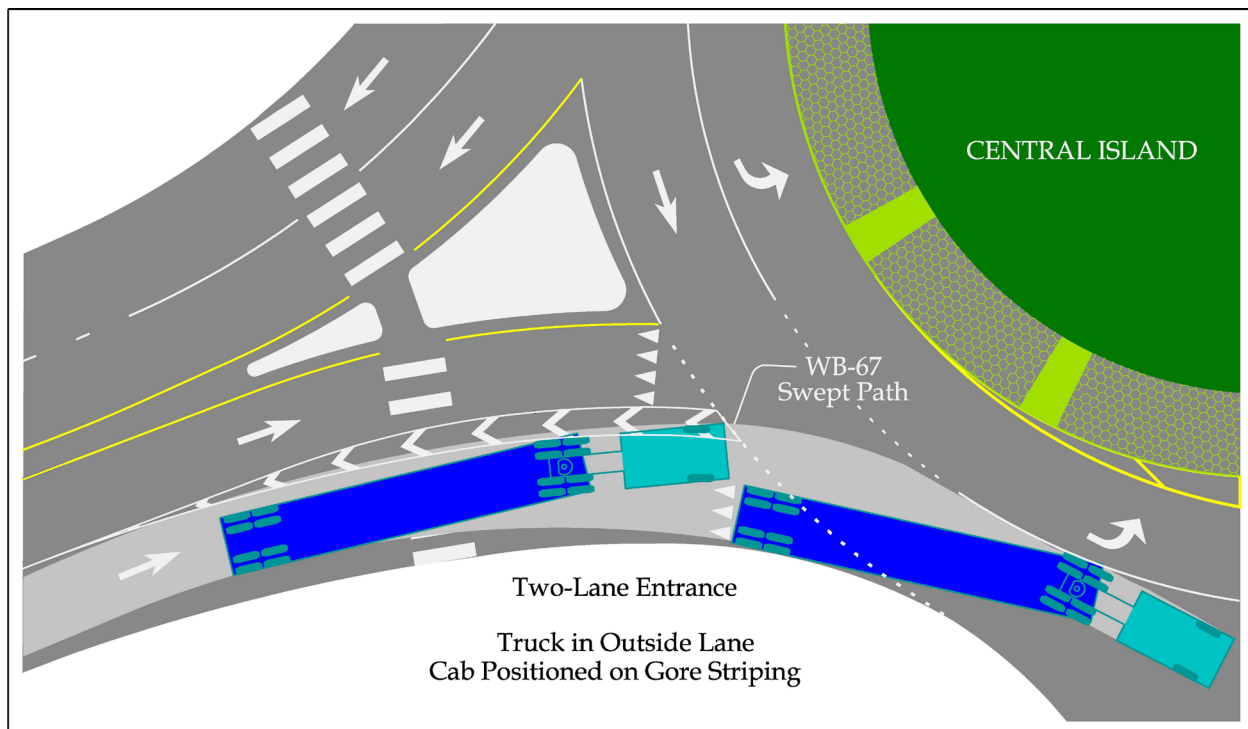 CENTRAL ISLAND
WB-67
Swept Path
Two-Lane Entrance
Truck in Outside Lane
Cab Positioned on Gore Striping